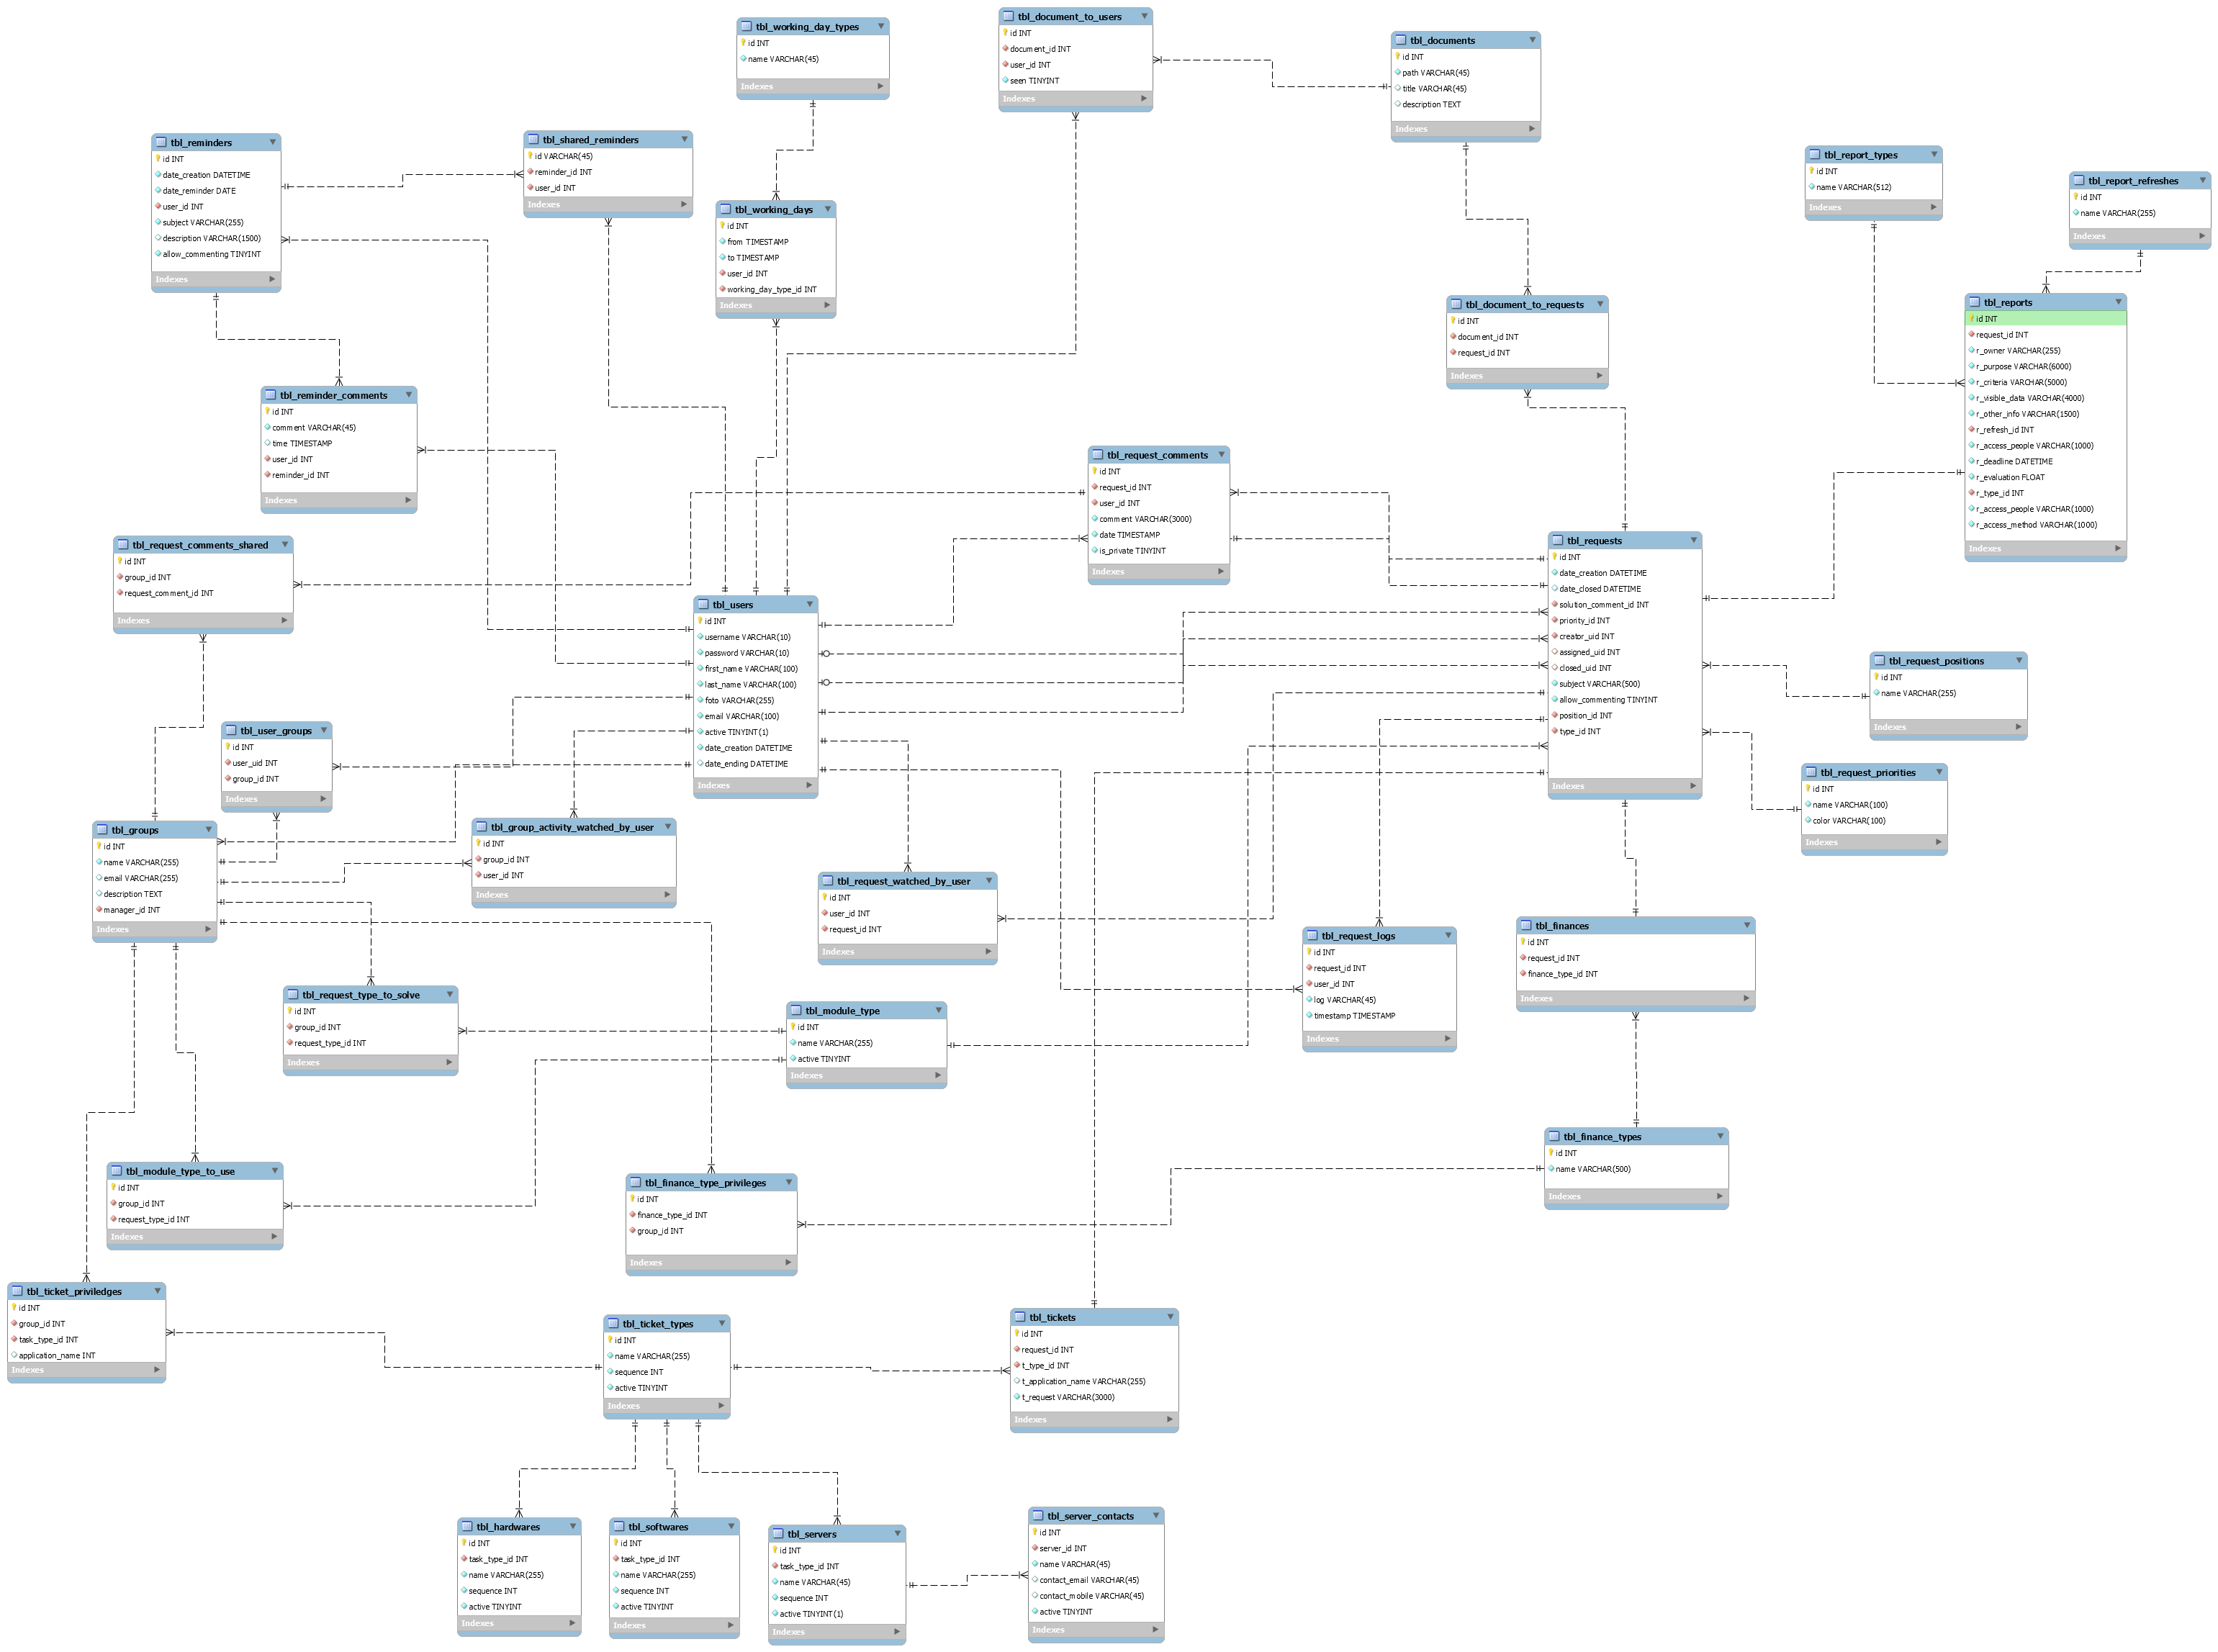 tbl_working_day_types
id INT
name VARCHAR(45)
Indexes
tbl_document_to_users
id INT
document_id INT
user_id INT
seen TINYINT
Indexes
tbl_documents
id INT
path VARCHAR(45)
title VARCHAR(45)
description TEXT
Indexes
tbl_reminders
id INT
date_creation DATETIME
date_reminder DATE
user_id INT
subject VARCHAR(255)
description VARCHAR(1500)
allow_commenting TINYINT
Indexes
tbl_shared_reminders
id VARCHAR(45)
reminder_id INT
user_id INT
Indexes
tbl_working_days
id INT
from TIMESTAMP
to TIMESTAMP
user_id INT
working_day_type_id INT
Indexes
tbl_report_types
id INT
name VARCHAR(512)
Indexes
tbl_report_refreshes
id INT
name VARCHAR(255)
Indexes
tbl_document_to_requests
id INT
document_id INT
request_id INT
Indexes
tbl_reports
id INT
request_id INT
r_owner VARCHAR(255)
r_purpose VARCHAR(6000)
r_criteria VARCHAR(5000)
r_visible_data VARCHAR(4000)
r_other_info VARCHAR(1500)
r_refresh_id INT
r_access_people VARCHAR(1000)
r_deadline DATETIME
r_evaluation FLOAT
r_type_id INT
r_access_people VARCHAR(1000)
r_access_method VARCHAR(1000)
Indexes
tbl_reminder_comments
id INT
comment VARCHAR(45)
time TIMESTAMP
user_id INT
reminder_id INT
Indexes
tbl_request_comments
id INT
request_id INT
user_id INT
comment VARCHAR(3000)
date TIMESTAMP
is_private TINYINT
Indexes
tbl_request_comments_shared
id INT
group_id INT
request_comment_id INT
Indexes
tbl_requests
id INT
date_creation DATETIME
date_closed DATETIME
solution_comment_id INT
priority_id INT
creator_uid INT
assigned_uid INT
closed_uid INT
subject VARCHAR(500)
allow_commenting TINYINT
position_id INT
type_id INT
Indexes
tbl_users
id INT
username VARCHAR(10)
password VARCHAR(10)
first_name VARCHAR(100)
last_name VARCHAR(100)
foto VARCHAR(255)
email VARCHAR(100)
active TINYINT(1)
date_creation DATETIME
date_ending DATETIME
Indexes
tbl_request_positions
id INT
name VARCHAR(255)
Indexes
tbl_user_groups
id INT
user_uid INT
group_id INT
Indexes
tbl_request_priorities
id INT
name VARCHAR(100)
color VARCHAR(100)
Indexes
tbl_groups
id INT
name VARCHAR(255)
email VARCHAR(255)
description TEXT
manager_id INT
Indexes
tbl_group_activity_watched_by_user
id INT
group_id INT
user_id INT
Indexes
tbl_request_watched_by_user
id INT
user_id INT
request_id INT
Indexes
tbl_request_logs
id INT
request_id INT
user_id INT
log VARCHAR(45)
timestamp TIMESTAMP
Indexes
tbl_finances
id INT
request_id INT
finance_type_id INT
Indexes
tbl_request_type_to_solve
id INT
group_id INT
request_type_id INT
Indexes
tbl_module_type
id INT
name VARCHAR(255)
active TINYINT
Indexes
tbl_finance_types
id INT
name VARCHAR(500)
Indexes
tbl_module_type_to_use
id INT
group_id INT
request_type_id INT
Indexes
tbl_finance_type_privileges
id INT
finance_type_id INT
group_id INT
Indexes
tbl_ticket_priviledges
id INT
group_id INT
task_type_id INT
application_name INT
Indexes
tbl_ticket_types
id INT
name VARCHAR(255)
sequence INT
active TINYINT
Indexes
tbl_tickets
id INT
request_id INT
t_type_id INT
t_application_name VARCHAR(255)
t_request VARCHAR(3000)
Indexes
tbl_hardwares
id INT
task_type_id INT
name VARCHAR(255)
sequence INT
active TINYINT
Indexes
tbl_softwares
id INT
task_type_id INT
name VARCHAR(255)
sequence INT
active TINYINT
Indexes
tbl_servers
id INT
task_type_id INT
name VARCHAR(45)
sequence INT
active TINYINT(1)
Indexes
tbl_server_contacts
id INT
server_id INT
name VARCHAR(45)
contact_email VARCHAR(45)
contact_mobile VARCHAR(45)
active TINYINT
Indexes